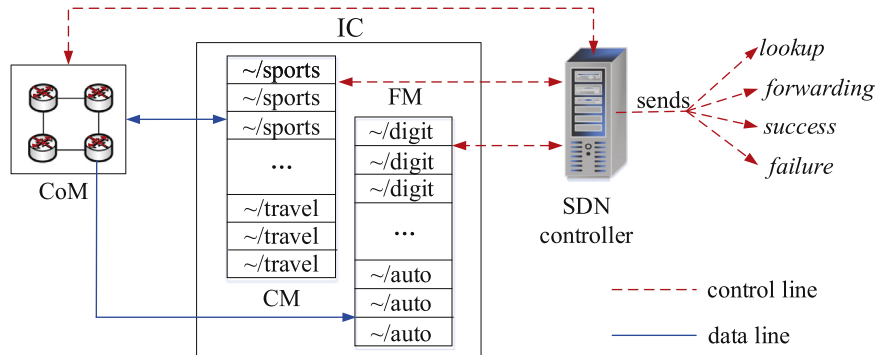 IC
CoM
~/sports
~/sports
~/sports
...
~/travel
~/travel
~/travel
CM
FM
~/digit
~/digit
~/digit
...
~/auto
~/auto
~/auto
SDN
controller
sends
lookup
forwarding
success
failure
control line
data line